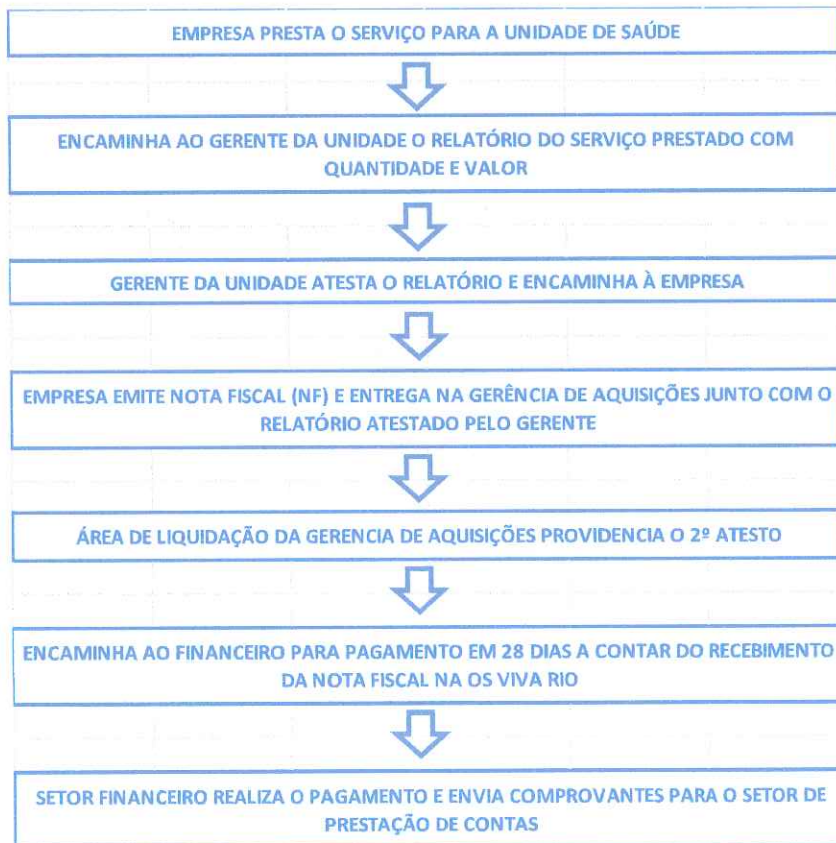 EMPRESA PRESTA O SERVIÇO PARA A UNIDADE DE SAÚDE
ENCAMINHA AO GERENTE DA UNIDADE O RELATÓRIO DO SERVIÇO PRESTADO COM
QUANTIDADE E VALOR
GERENTE DA UNIDADE ATESTA O RELATÓRIO E ENCAMINHA À EMPRESA
EMPRESA EMITE NOTA FISCAL (NF) E ENTREGA NA GERÊNCIA DE AQUISIÇÕES JUNTO COM O
RELATÓRIO ATESTADO PELO GERENTE
ÁREA DE LIQUIDAÇÃO DA GERENCIA DE AQUISIÇÕES PROVIDENCIA O 2º ATESTO
ENCAMINHA AO FINANCEIRO PARA PAGAMENTO EM 28 DIAS A CONTAR DO RECEBIMENTO
DA NOTA FISCAL NA OS VIVA RIO
SETOR FINANCEIRO REALIZA O PAGAMENTO E ENVIA COMPROVANTES PARA O SETOR DE
PRESTAÇÃO DE CONTAS